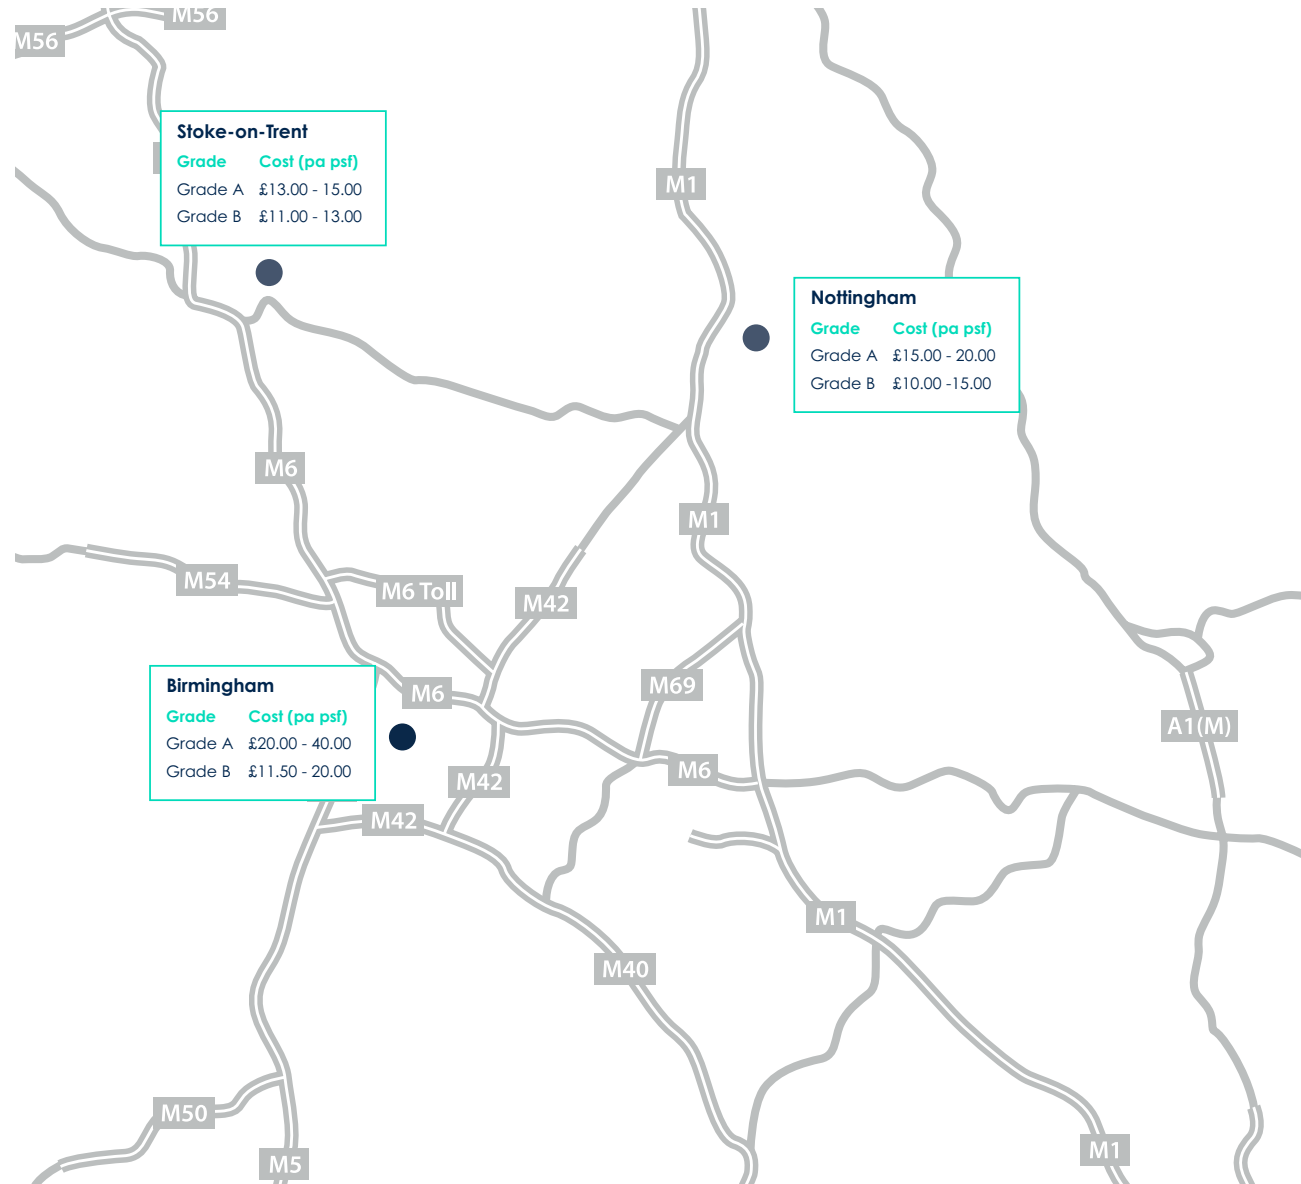 M56
M56
Stoke-on-Trent
Grade Cost (pa psf)
Grade A £13.00 - 15.00
Grade B £11.00 - 13.00
M1
Nottingham
Grade Cost (pa psf)
Grade A £15.00 - 20.00
Grade B £10.00 -15.00
M6
M1
M54
M6 Toll
M42
Birmingham
Grade Cost (pa psf)
Grade A £20.00 - 40.00
Grade B £11.50 - 20.00
M6
M69
A1(M)
M42
M6
M42
M1
M40
M50
M5
M1